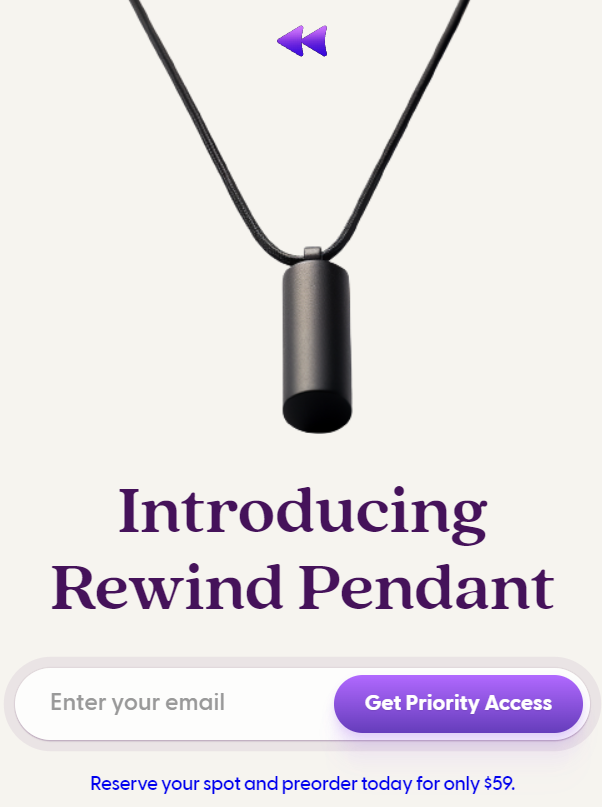 Introducing
Rewind Pendant
Enter your email
Get Priority Access
Reserve your spot and preorder today for only $59.